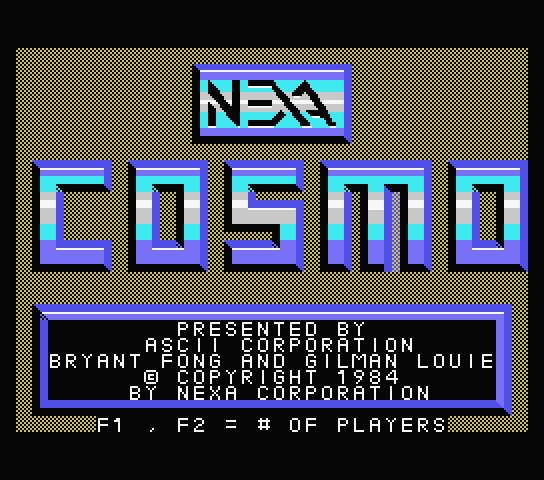 NEXA
COSMO
PRESENTED BY
ASCII CORPORATION
BRYANT FONG AND GILMAN LOUIE
© COPYRIGHT 1984
BY NEXA CORPORATION
F1 , F2 = # OF PLAYERS